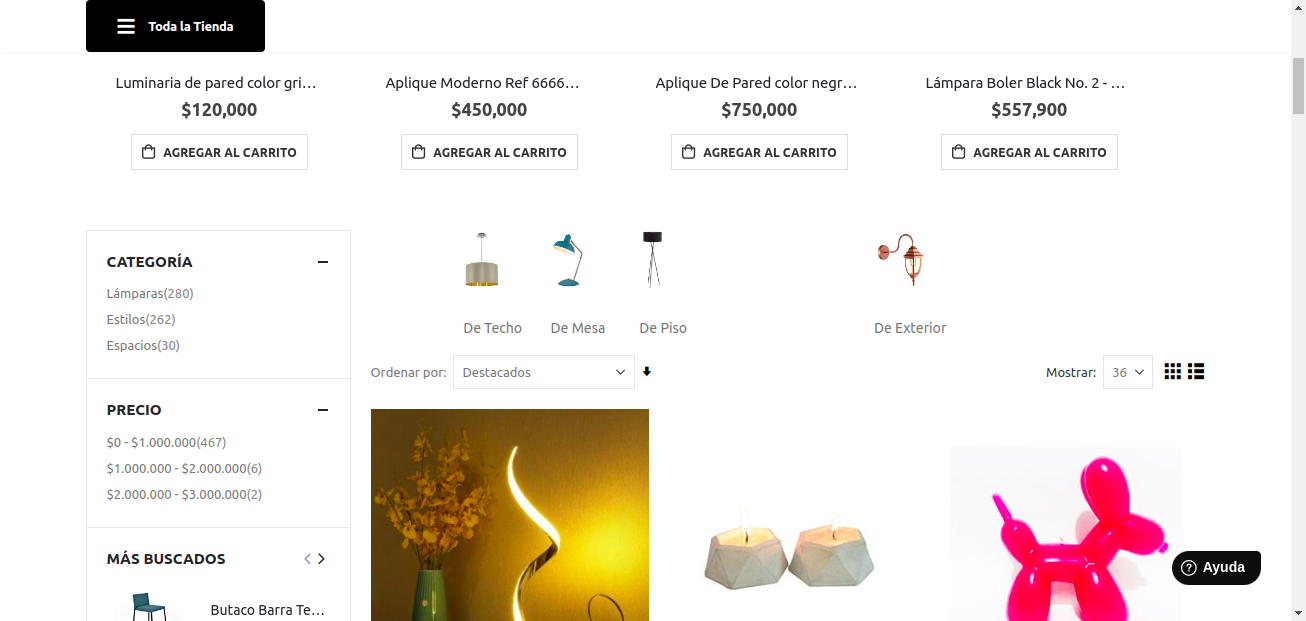 Toda la Tienda
Luminaria de pared color gri...
Aplique Moderno Ref 6666...
Aplique De Pared color negr...
Lámpara Boler Black No. 2 - ...
$120,000
$450,000
$750,000
$557,900
AGREGAR AL CARRITO
AGREGAR AL CARRITO
AGREGAR AL CARRITO
AGREGAR AL CARRITO
CATEGORÍA
Lámparas(280)
Estilos(262)
Espacios(30)
PRECIO
$0 - $1.000.000(467)
$1.000.000 - $2.000.000(6)
$2.000.000 - $3.000.000(2)
MÁS BUSCADOS
Butaco Barra Te...
De Techo
De Mesa
De Piso
De Exterior
Ordenar por:
Destacados
Mostrar:
36
Ayuda